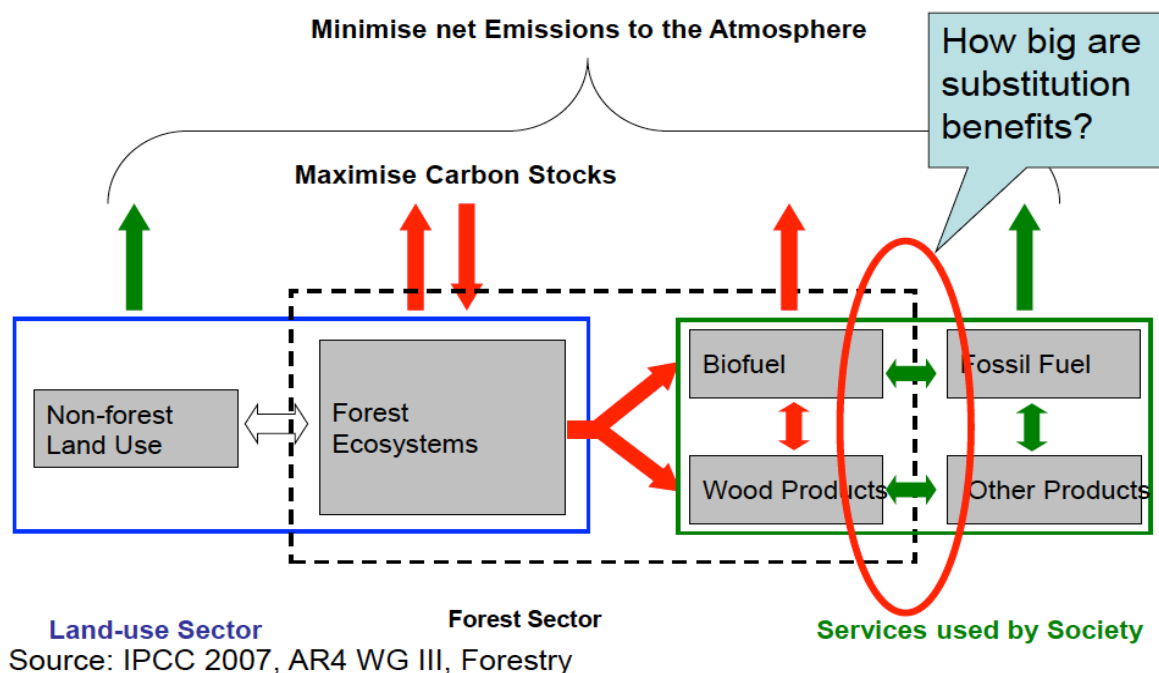 Minimise net Emissions to the Atmosphere
How big are
substitution
benefits?
Maximise Carbon Stocks
Non-forest
Land Use
Forest
Ecosystems
Biofuel
Fossil Fuel
Wood Products
Other Products
Forest Sector
Land-use Sector
Services used by Society
Source: IPCC 2007, AR4 WG III, Forestry